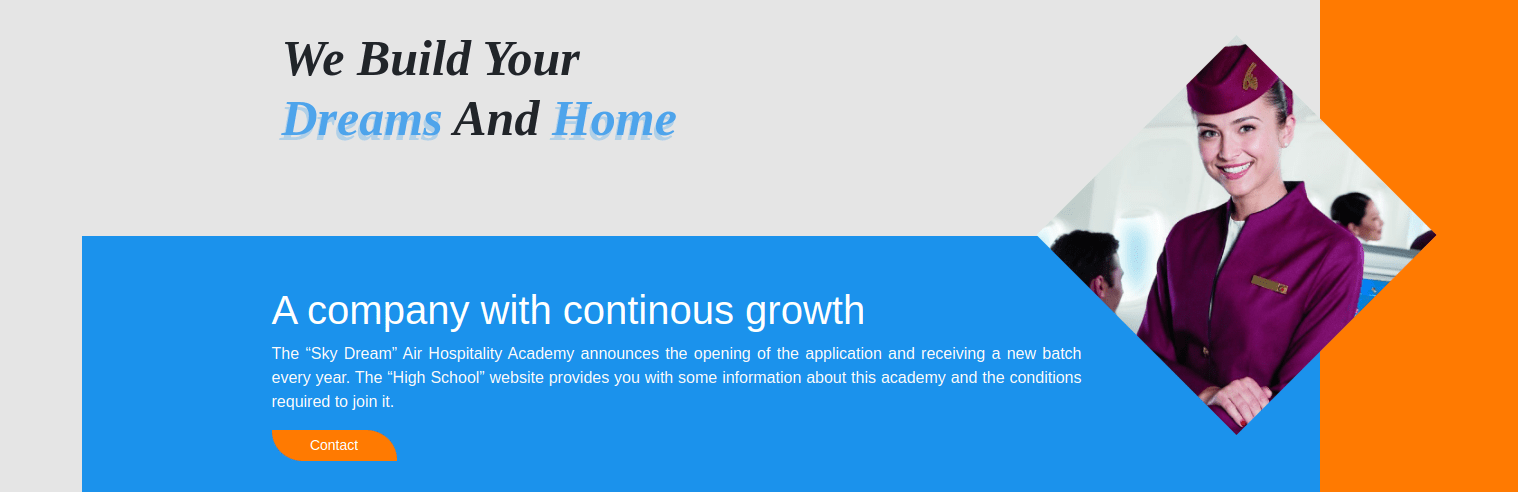 We Build Your
Dreams And Home
A company with continous growth
The “Sky Dream” Air Hospitality Academy announces the opening of the application and receiving a new batch
every year. The “High School” website provides you with some information about this academy and the conditions
required to join it.
Contact